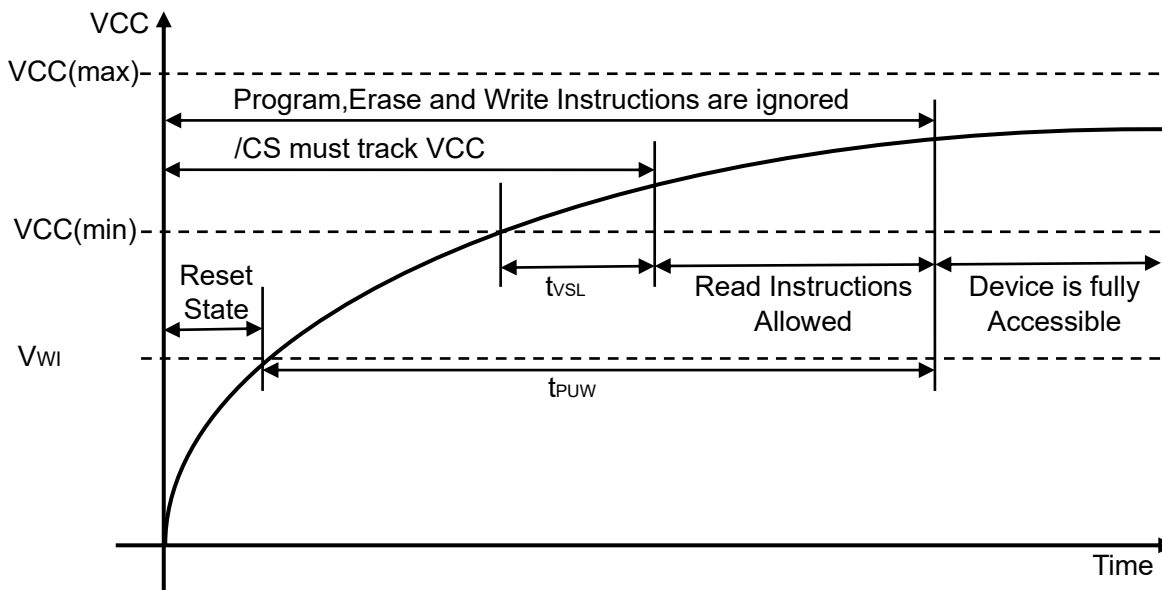 VCC
VCC(max)
Program,Erase and Write Instructions are ignored
/CS must track VCC
VCC(min)
Reset
State
tVSL
Read Instructions
Allowed
Device is fully
Accessible
VWI
tPUW
Time